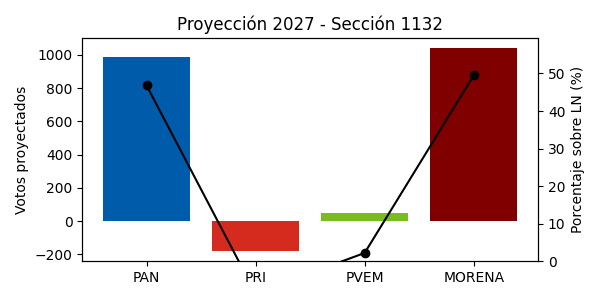 Proyección 2027 - Sección 1132
Votos proyectados
1000
800
600
400
200
0
−200
PAN
PRI
PVEM
MORENA
50
40
30
20
10
0
Porcentaje sobre LN (%)